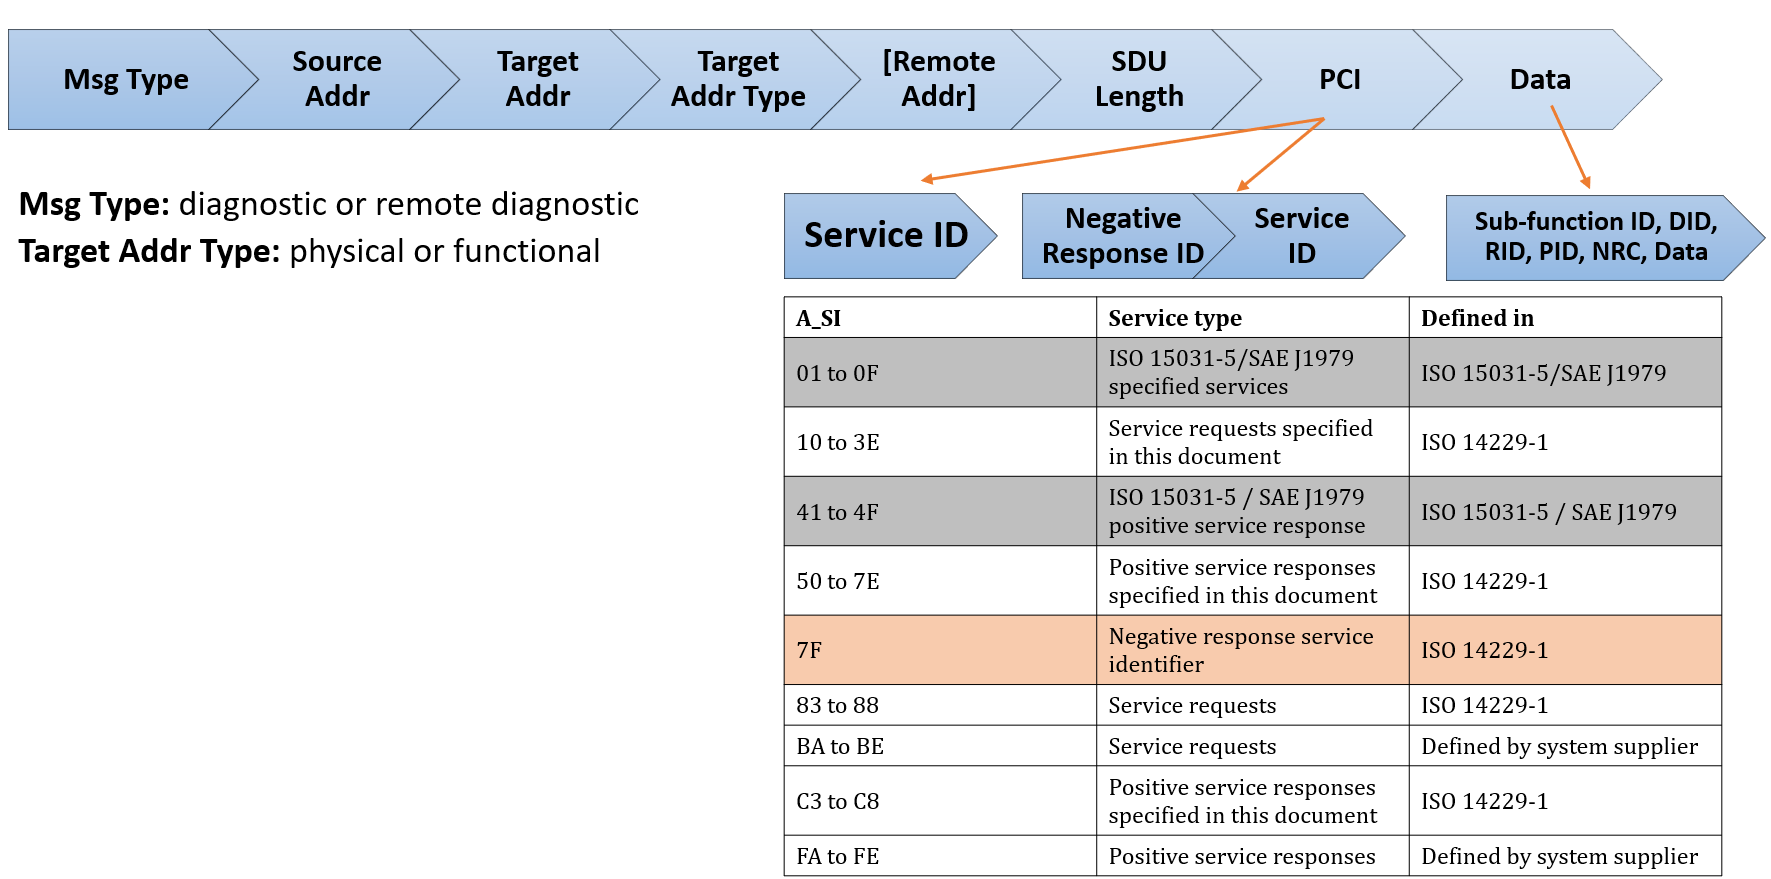 Msg Type
Source
Addr
Target
Addr
Target
Addr Type
[Remote
Addr]
SDU
Length
PCI
Data
Msg Type: diagnostic or remote diagnostic
Target Addr Type: physical or functional
Service ID
Negative
Response ID
Service
ID
Sub-function ID, DID,
RID, PID, NRC, Data
A_SI
Service type
Defined in
01 to 0F
ISO 15031-5/SAE J1979
specified services
ISO 15031-5/SAE J1979
10 to 3E
Service requests specified
in this document
ISO 14229-1
41 to 4F
ISO 15031-5 / SAE J1979
positive service response
ISO 15031-5 / SAE J1979
50 to 7E
Positive service responses
specified in this document
ISO 14229-1
7F
Negative response service
identifier
ISO 14229-1
83 to 88
Service requests
ISO 14229-1
BA to BE
Service requests
Defined by system supplier
C3 to C8
Positive service responses
specified in this document
ISO 14229-1
FA to FE
Positive service responses
Defined by system supplier